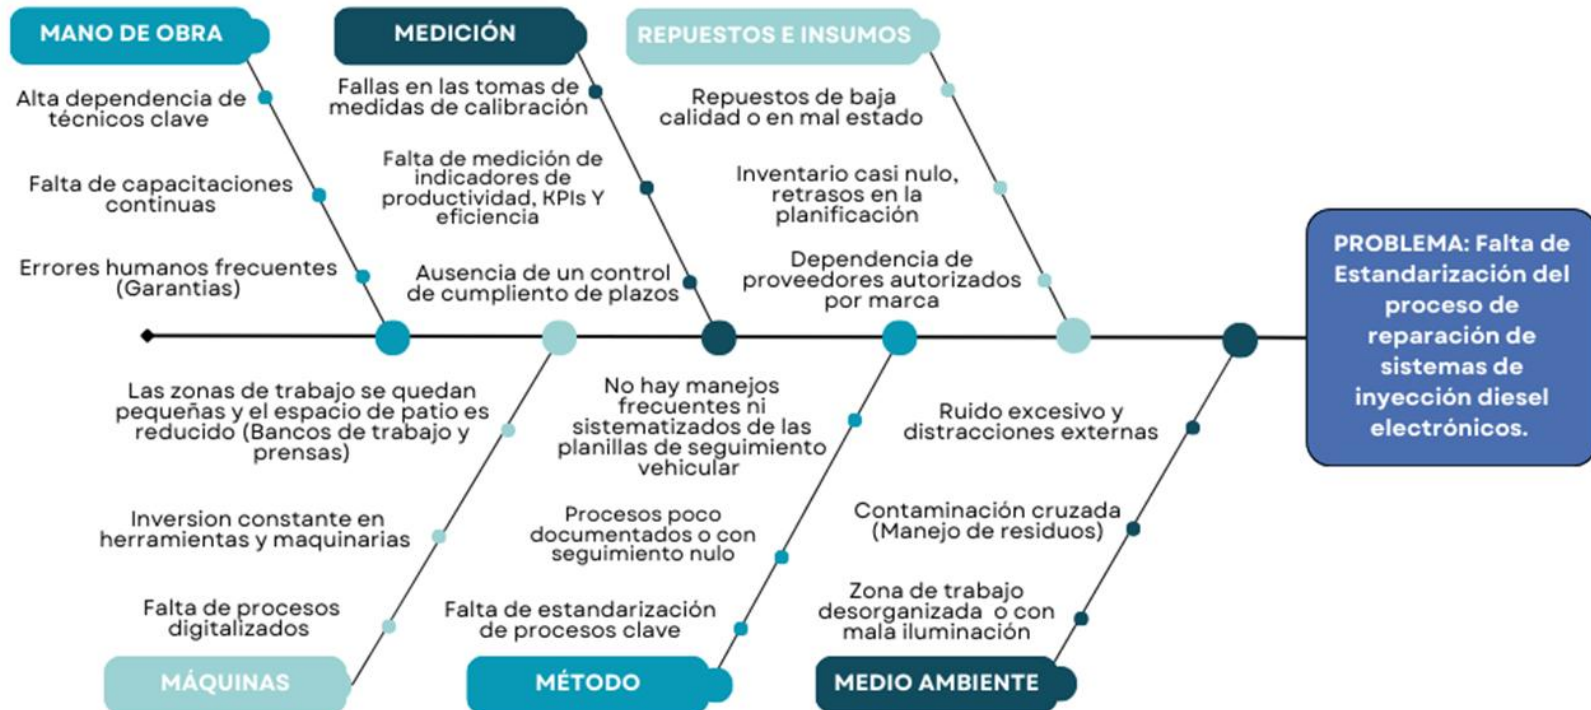 MANO DE OBRA
Alta dependencia de
técnicos clave
Falta de capacitaciones
continuas
Errores humanos frecuentes
(Garantias)
MEDICIÓN
Fallas en las tomas de
medidas de calibración
Falta de medición de
indicadores de
productividad, KPIs Y
eficiencia
Ausencia de un control
de cumpliento de plazos
REPUESTOS E INSUMOS
Repuestos de baja
calidad o en mal estado
Inventario casi nulo,
retrasos en la
planificación
Dependencia de
proveedores autorizados
por marca
PROBLEMA: Falta de
Estandarización del
proceso de
reparación de
sistemas de
inyección diesel
electrónicos.
Las zonas de trabajo se quedan
pequeñas y el espacio de patio es
reducido (Bancos de trabajo y
prensas)
Inversion constante en
herramientas y maquinarias
Falta de procesos
digitalizados
MÁQUINAS
No hay manejos
frecuentes ni
sistematizados de las
planillas de seguimiento
vehicular
Procesos poco
documentados o con
seguimiento nulo
Falta de estandarización
de procesos clave
MÉTODO
Ruido excesivo y
distracciones externas
Contaminación cruzada
(Manejo de residuos)
Zona de trabajo
desorganizada o con
mala iluminación
MEDIO AMBIENTE